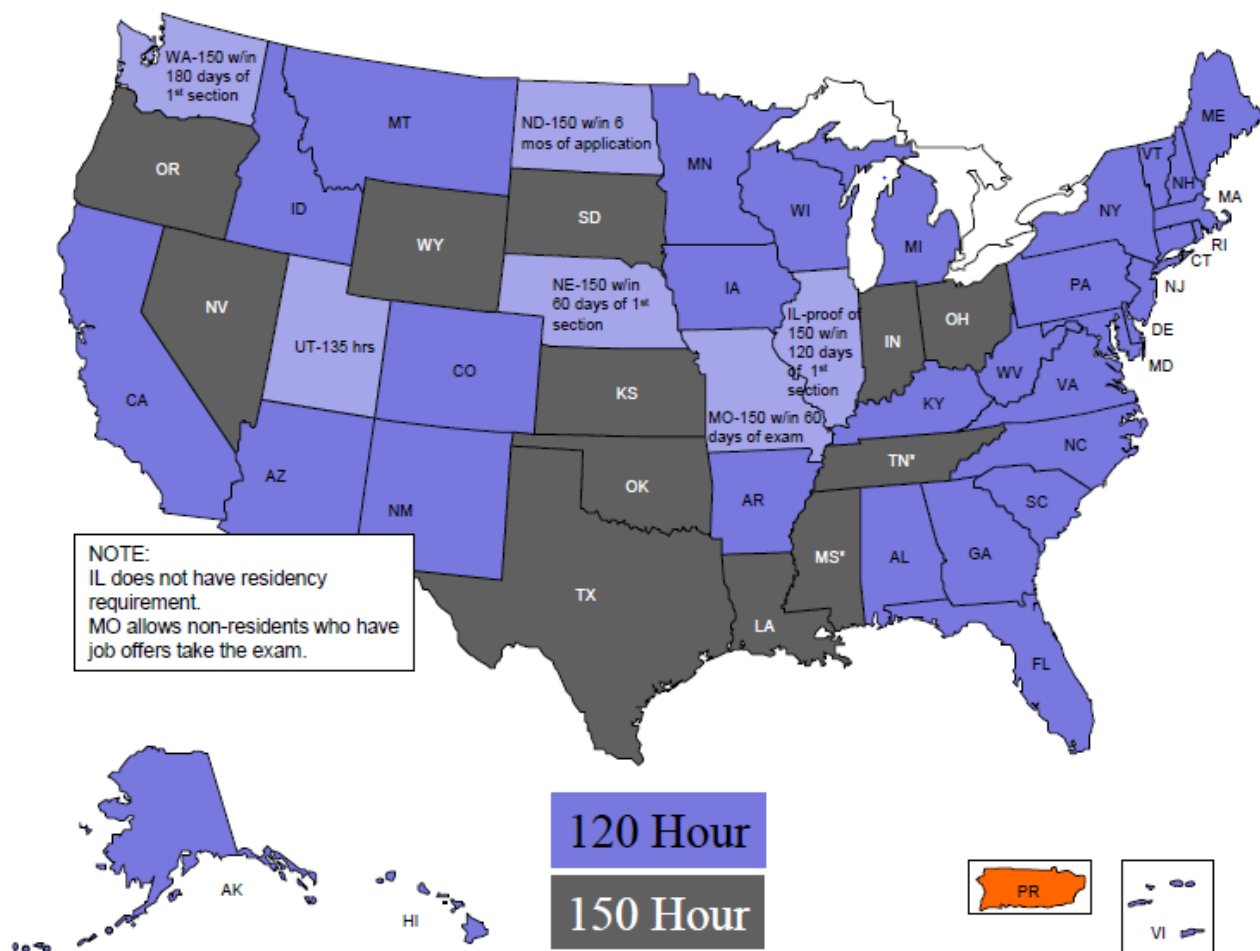 WA-150 w/in
180 days of
1st section
MT
ND-150 w/in 6
mos of application
MN
ME
VT
NH
MA
OR
ID
SD
WI
NY
WY
MI
RI
CT
IA
PA
NJ
NE-150 w/in
60 days of 1st
section
NV
IL-proof of
150 w/in
120 days
of 1st
section
OH
IN
DE
UT-135 hrs
CO
MD
WV
VA
CA
KS
KY
MO-150 w/in 60
days of exam
NC
TN*
AZ
OK
AR
SC
NM
MS*
AL
GA
NOTE:
IL does not have residency
requirement.
MO allows non-residents who have
job offers take the exam.
TX
LA
FL
120 Hour
150 Hour
AK
HI
PR
VI